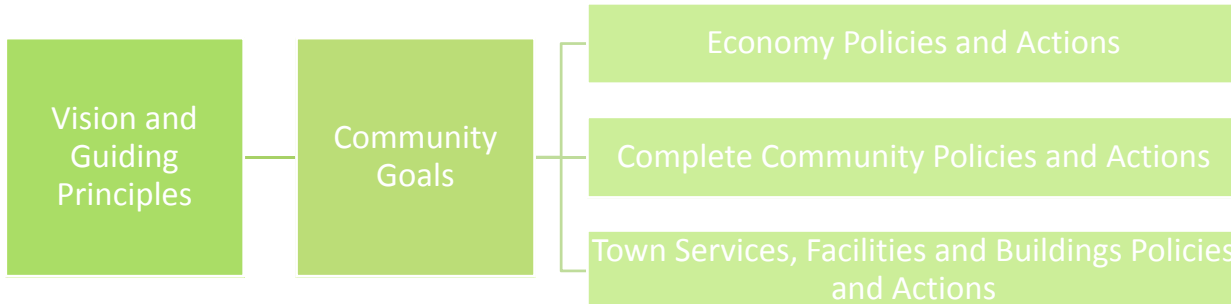 Vision and
Guiding
Principles
Community
Goals
Economy Policies and Actions
Complete Community Policies and Actions
Town Services, Facilities and Buildings Policies
and Actions